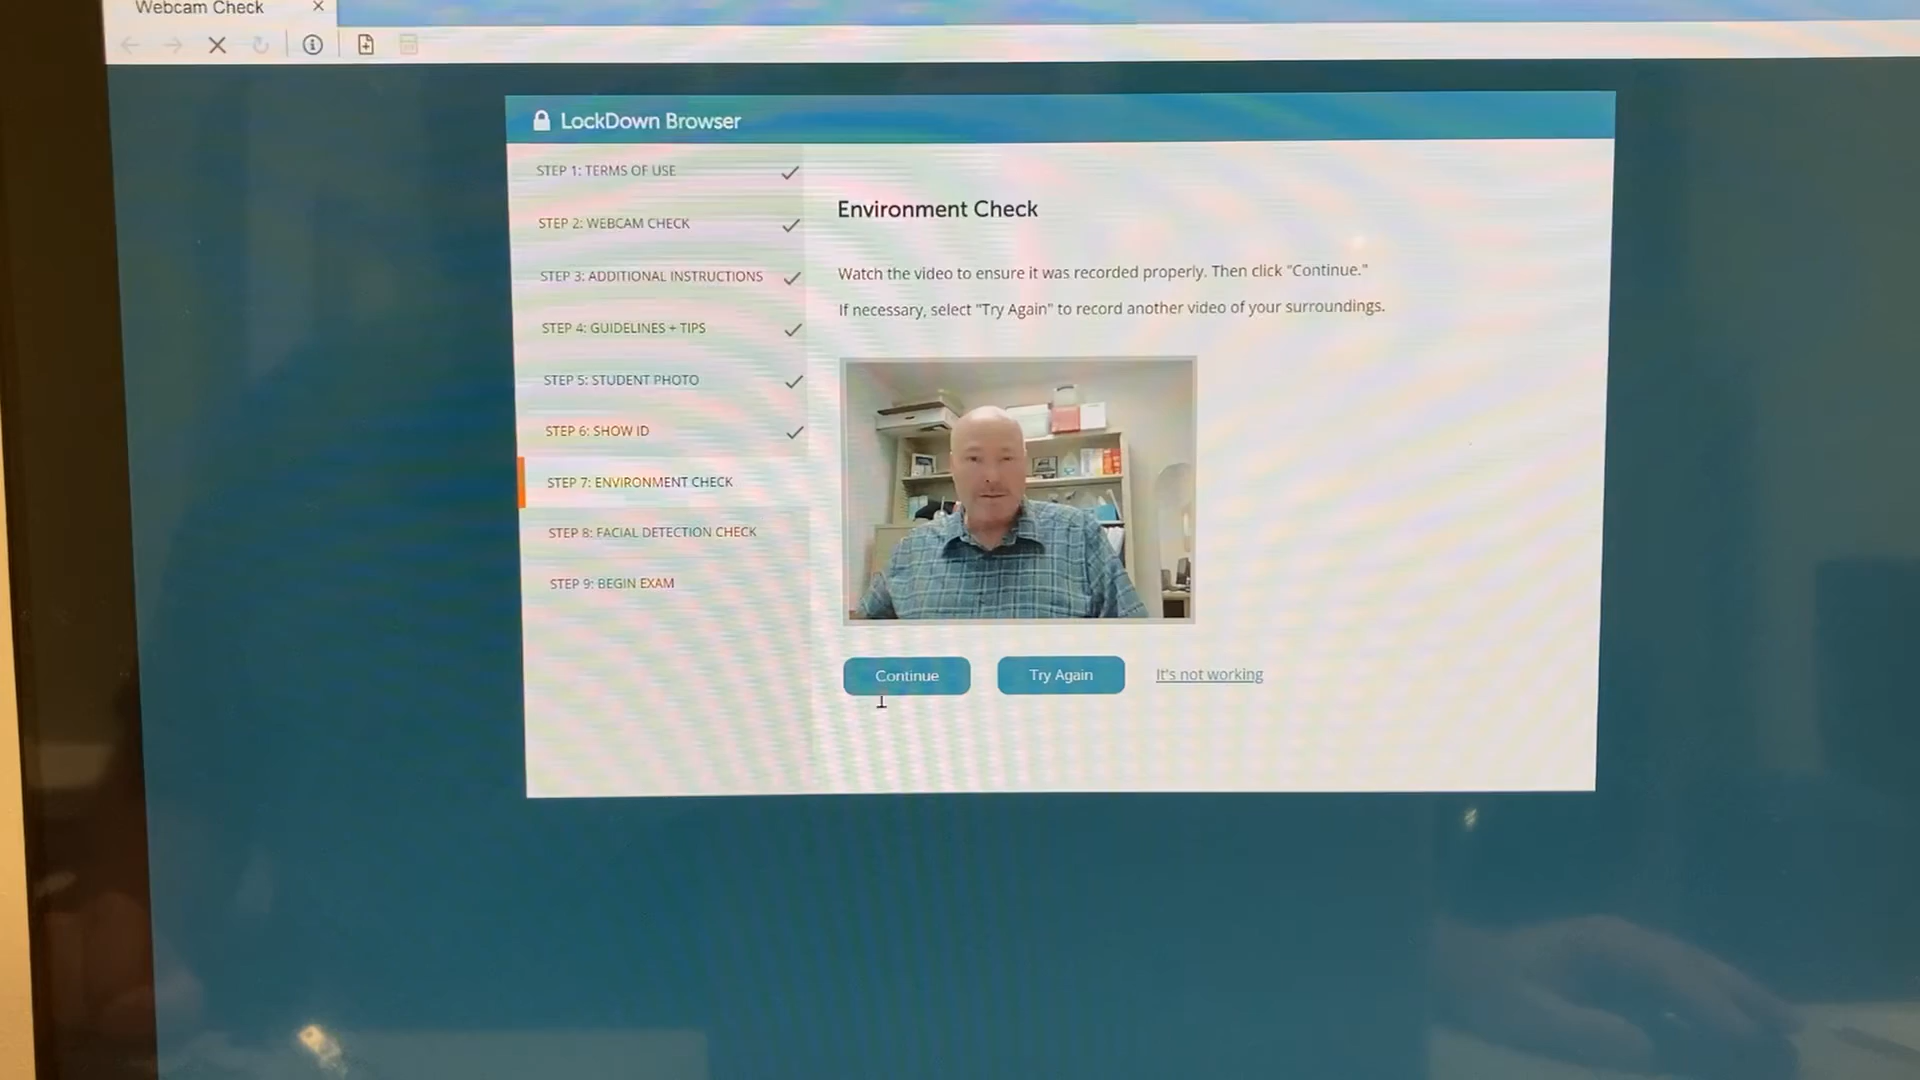 Webcam Check
LockDown Browser
STEP 1: TERMS OF USE
STEP 2: WEBCAM CHECK
STEP 3: ADDITIONAL INSTRUCTIONS
STEP 4: GUIDELINES + TIPS
STEP 5: STUDENT PHOTO
STEP 6: SHOW ID
STEP 7: ENVIRONMENT CHECK
STEP 8: FACIAL DETECTION CHECK
STEP 9: BEGIN EXAM
Environment Check
Watch the video to ensure it was recorded properly. Then click "Continue."
If necessary, select "Try Again" to record another video of your surroundings.
Continue
Try Again
It's not working